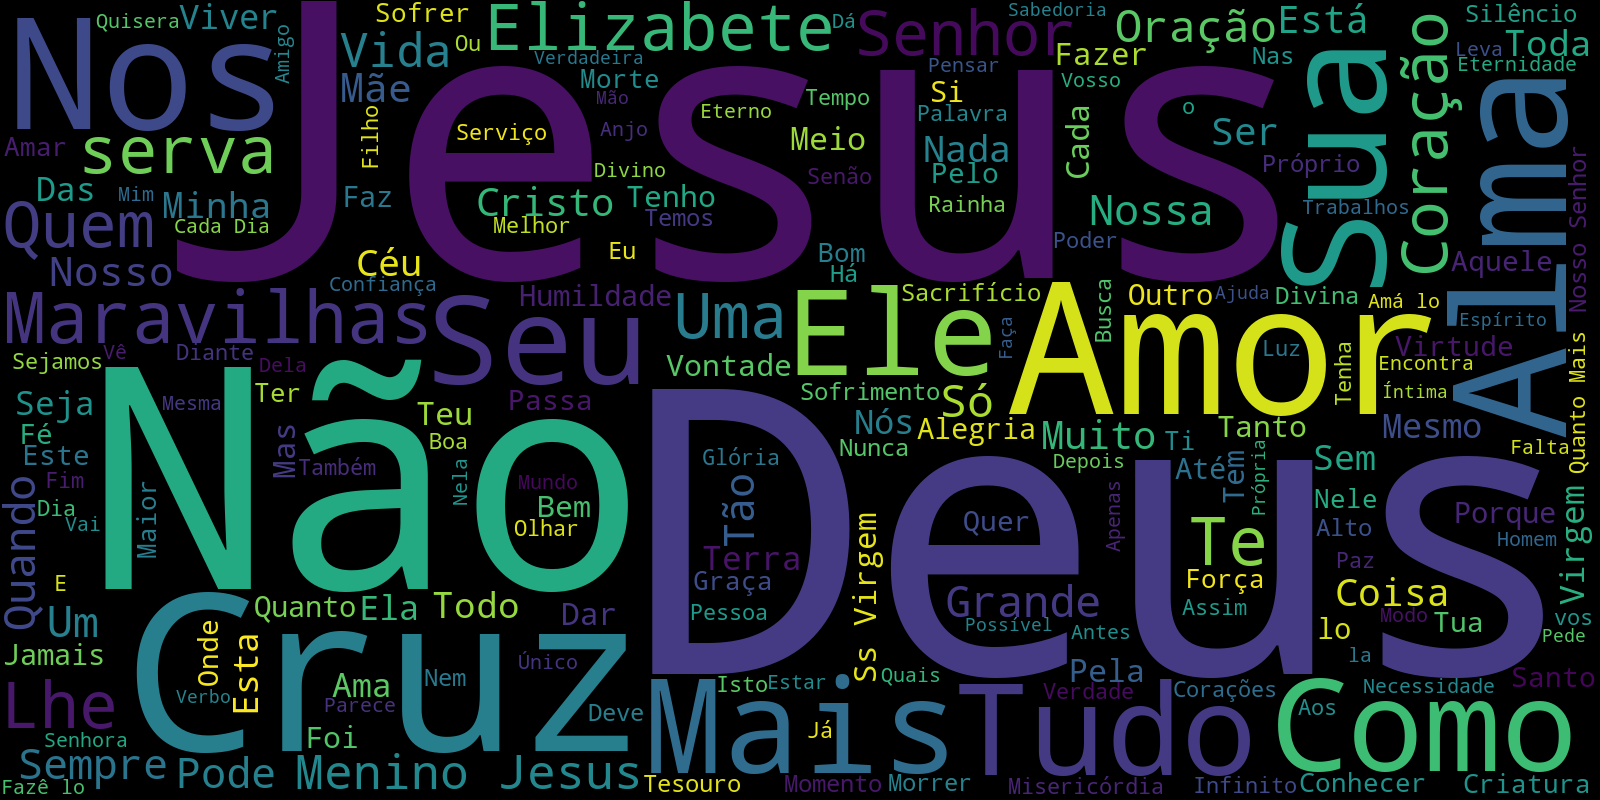 Nos
Quisera
Viver
Amigo
Sofrer
Vida
Ou
Elizabete
Dá
Senhor
Sabedoria
Oração
Está
Silêncio
Leva
Toda
Eternidade
Mãe
Verdadeira
Morte
Mão
Anjo
Pensar
Fazer
Vosso
Nas
Jesus
Amar
serva
Filho
Serviço
Eterno
Tempo
Meio
Si
Palavra
Nada
Pelo
Cada
o
Ser
Próprio
Sua
Coração
Alma
Das
Mim
Minha
Faz
Divino
Senão
Cristo
Tenho
Rainha
Nossa
Trabalhos
Nosso Senhor
Quem
Cada Dia
Melhor
Temos
Poder
Aquele
Nosso
Céu
Eu
Bom
Há
Confiança
Maravilhas
Seu
Humildade
Uma
Ele
Sacrifício
Faça
Amor
Busca
Outro
Ajuda
Divina
Amá lo
Espírito
Sejamos
Vê
Diante
Dela
Vontade
Luz
Tenha
Virtude
Encontra
Íntima
Quanto Mais
Não
Ter
Mesma
Seja
Teu
Passa
Sofrimento
Só
Fé
Este
Mas
Também
Boa
Nós
Nunca
Alegria
Muito
Ti
Tanto
Mesmo
Falta
Fim
Dia
Vai
Maior
Nela
Mundo
Bem
Olhar
Glória
Tão
Deus
Depois
Até
Têm
Própria
Sem
Nele
Alto
Porque
Homem
Virgem
Quando
Terra
Graça
Pessoa
Ss Virgem
Quer
Apenas
Te
Força
Paz
Coisa
E
Um
Cruz
Quanto
Ela
Todo
Dar
Grande
Possível
Antes
Assim
lo
Modo
Tua
vos
Pede
Jamais
Onde
Esta
Único
Pela
la
Lhe
Verbo
Ama
Parece
Nem
Isto
Estar
Quais
Verdade
Corações
Necessidade
Santo
Senhora
Foi
Deve
Mais
Já
Tudo
Aos
Como
Sempre
Pode
Menino Jesus
Fazê lo
Tesouro
Momento
Morrer
Misericórdia
Infinito
Conhecer
Criatura